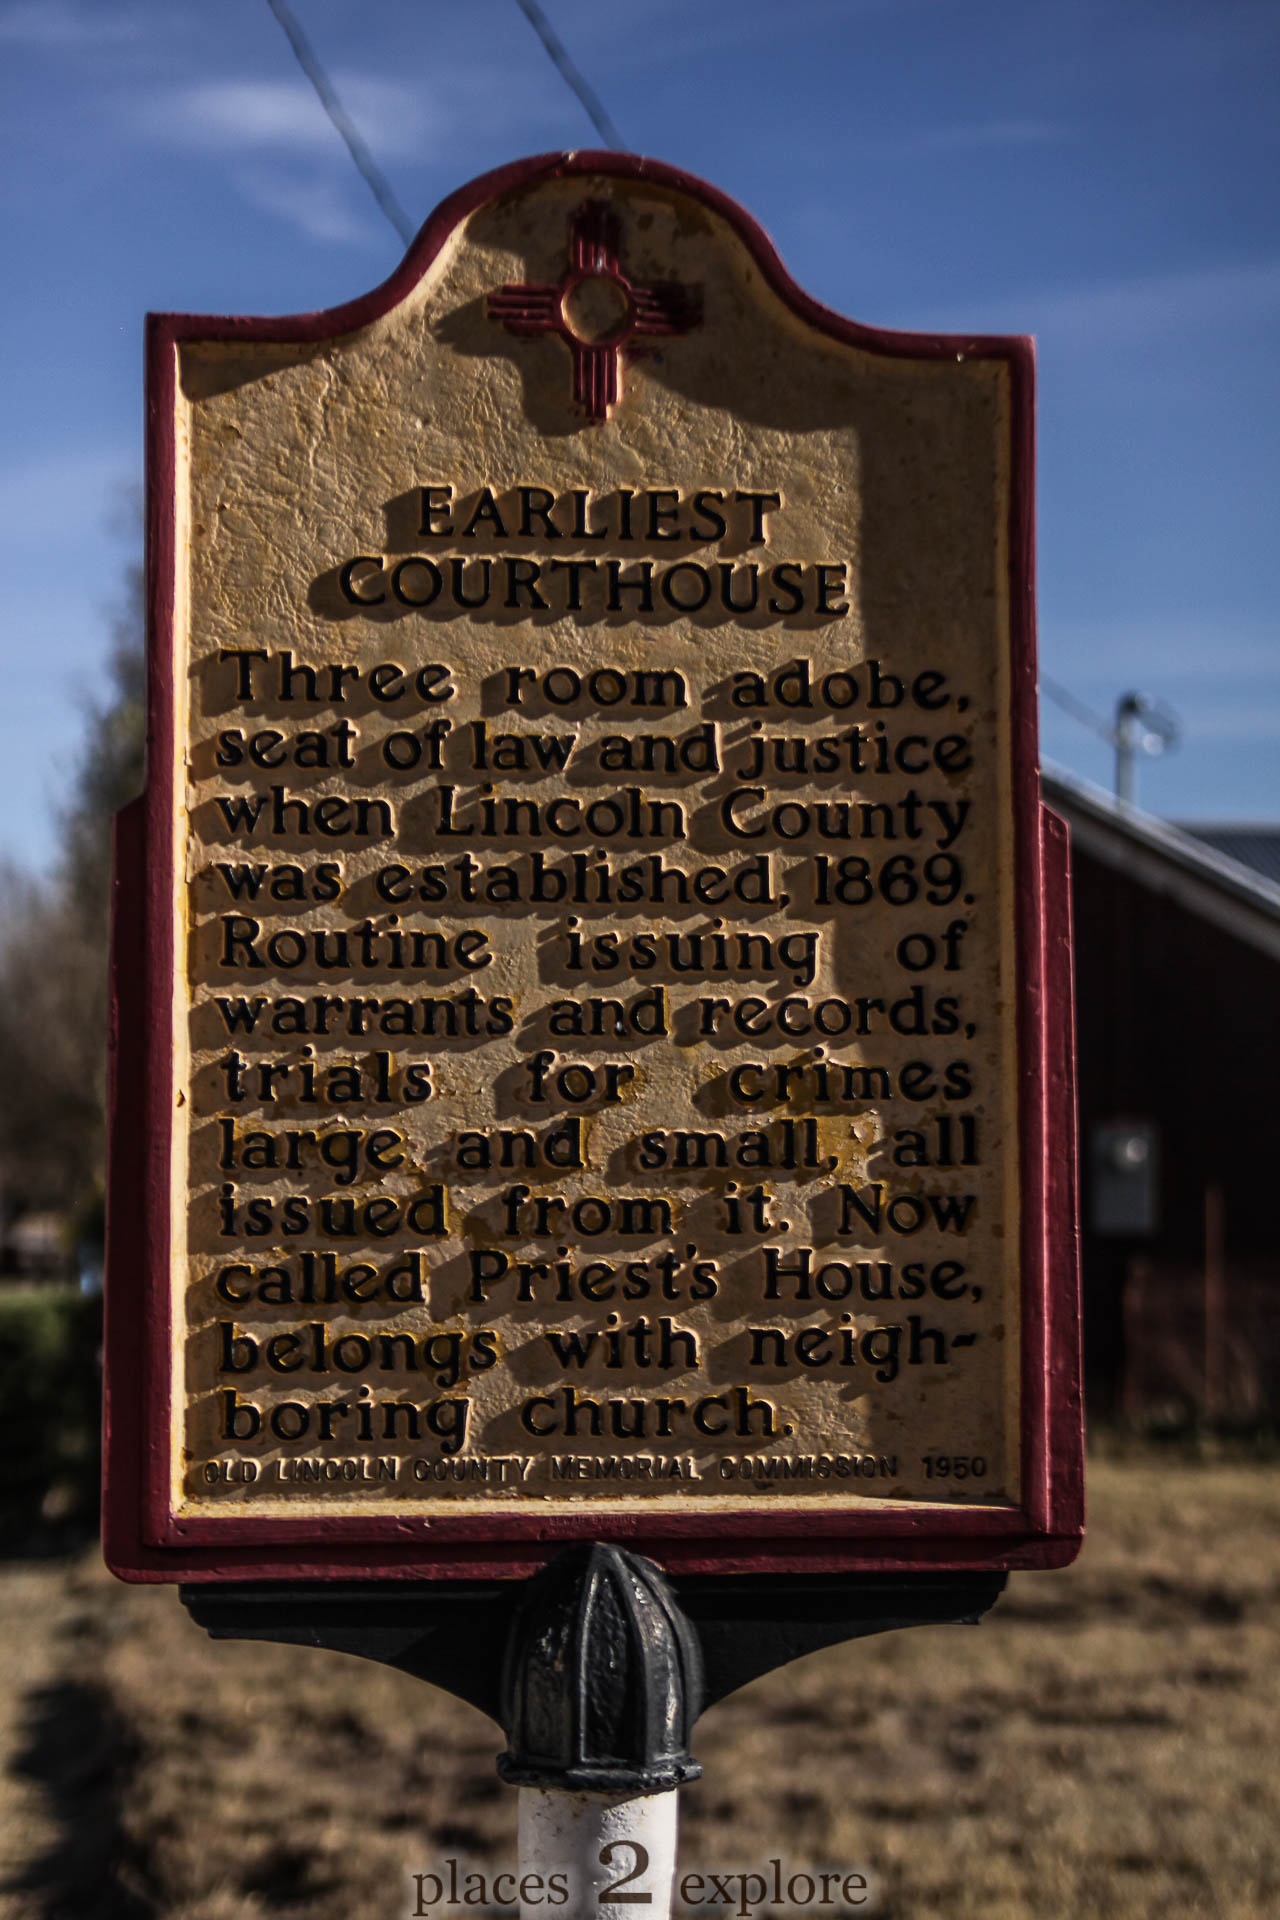 EARLIEST
COURTHOUSE
Three room adobe,
seat of law and justice
when Lincoln County
was established, 1869.
Routine issuing of
warrants and records,
trials for crimes
large and small, all
issued from it. Now
called Priest's House,
belongs with neigh-
boring church.
OLD LINCOLN COUNTY MEMORIAL COMMISSION 1950
places 2 explore